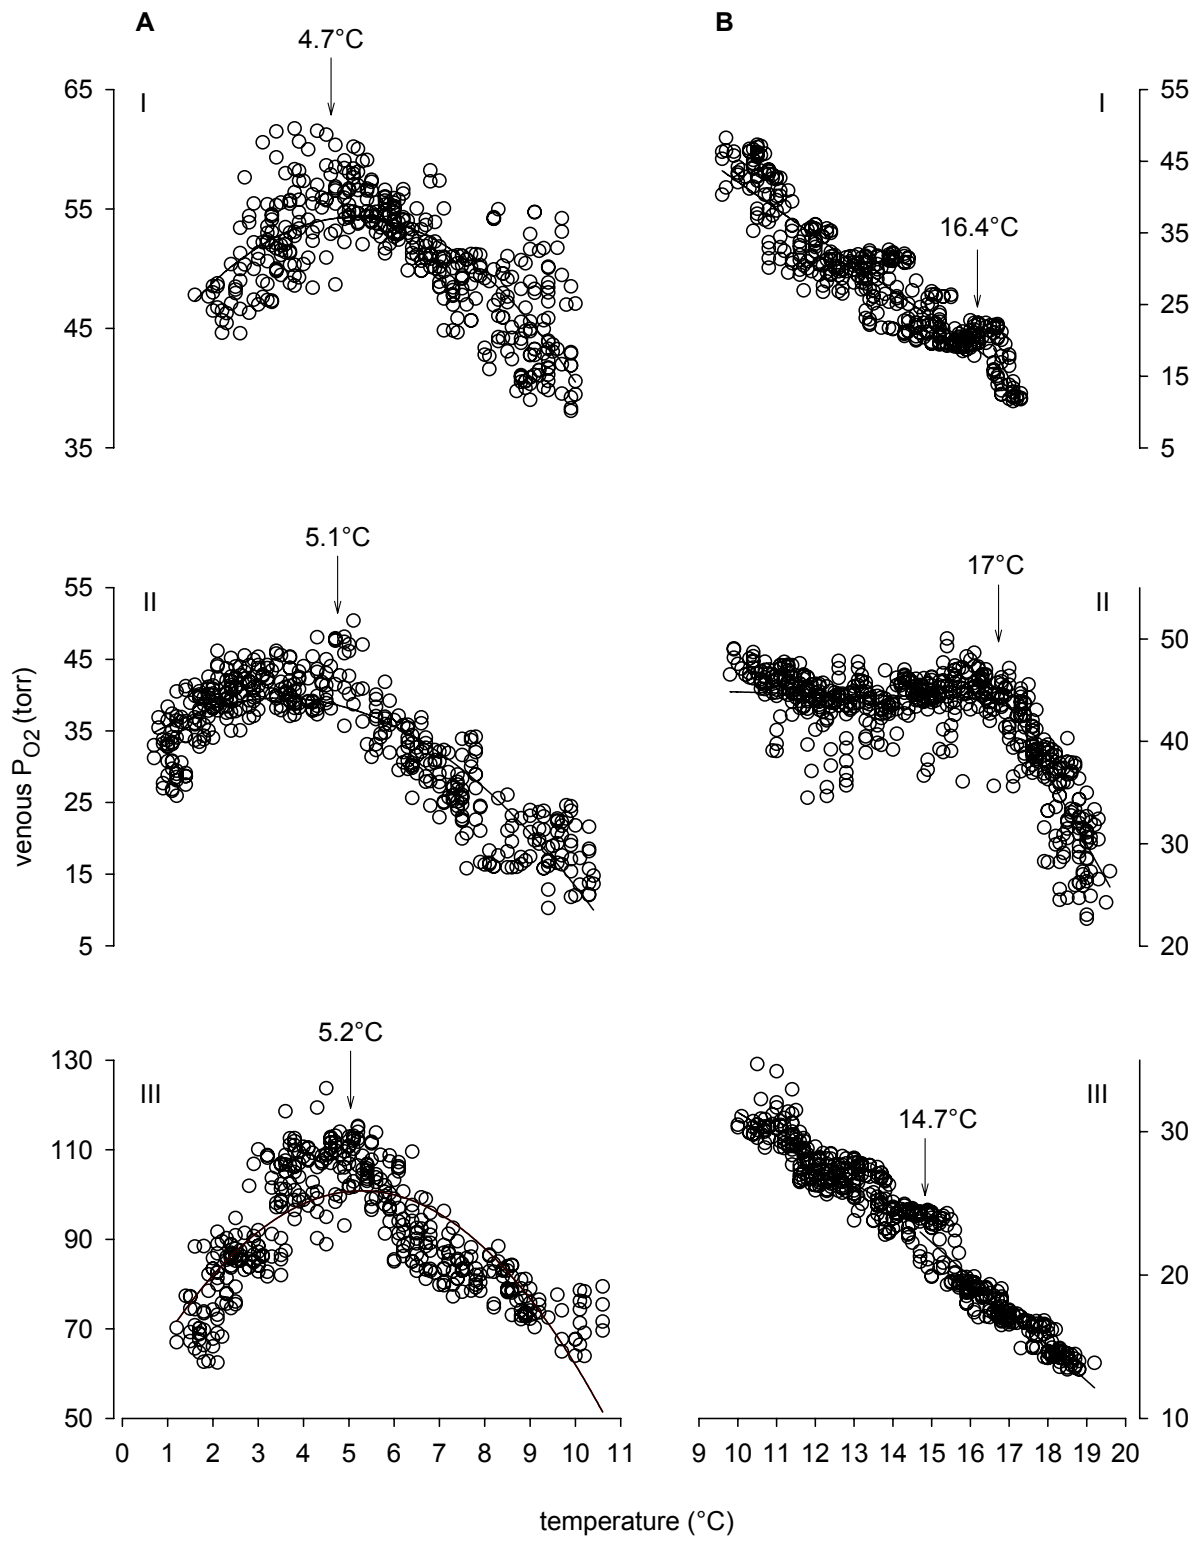 A B
4.7°C
65 I I 55
45
55 16.4°C 35
25
45
15
35 5
5.1°C
17°C
55 II II
50
45
35 40
25
30
15
5 20
venous PO2 (torr)
5.2°C
130
III III
14.7°C
30
110
90
20
70
50 10
0 1 2 3 4 5 6 7 8 9 10 11 9 10 11 12 13 14 15 16 17 18 19 20
temperature (°C)